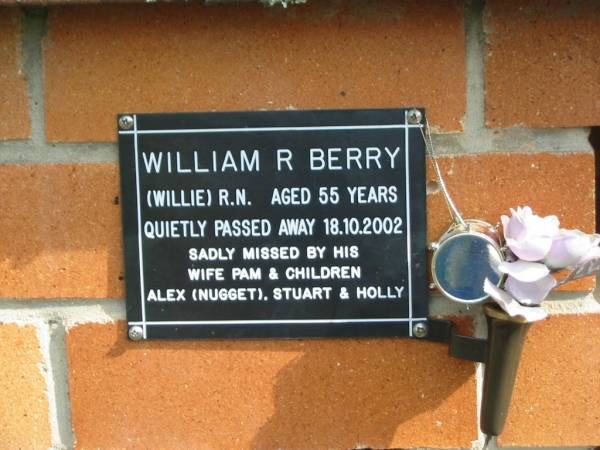 WILLIAM R BERRY
(WILLIE) R.N. AGED 55 YEARS
QUIETLY PASSED AWAY 18.10.2002
SADLY MISSED BY HIS
WIFE PAM & CHILDREN
ALEX (NUGGET), STUART & HOLLY